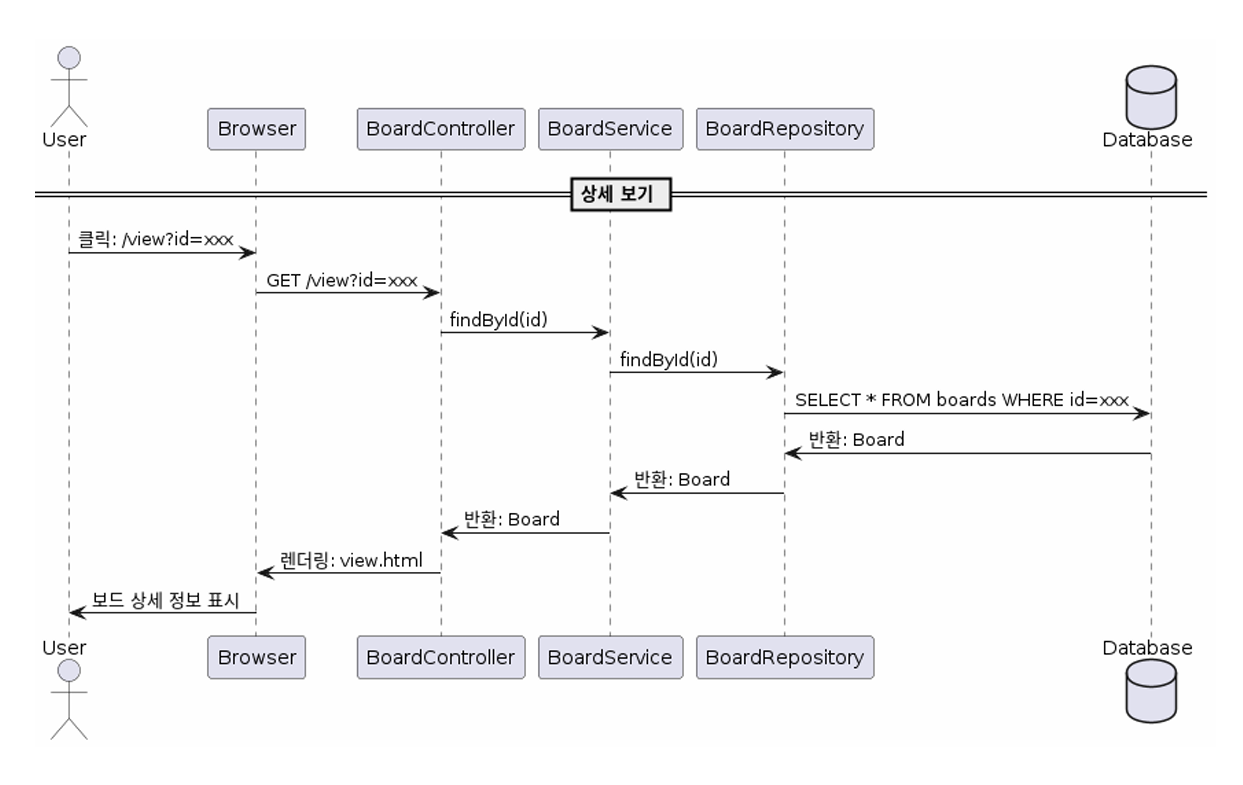 User
Browser
BoardController
BoardService
BoardRepository
Database
상세 보기
클릭: /view?id=xxx
GET /view?id=xxx
findById(id)
findById(id)
SELECT * FROM boards WHERE id=xxx
반환: Board
반환: Board
반환: Board
렌더링: view.html
보드 상세 정보 표시
User
Browser
BoardController
BoardService
BoardRepository
Database